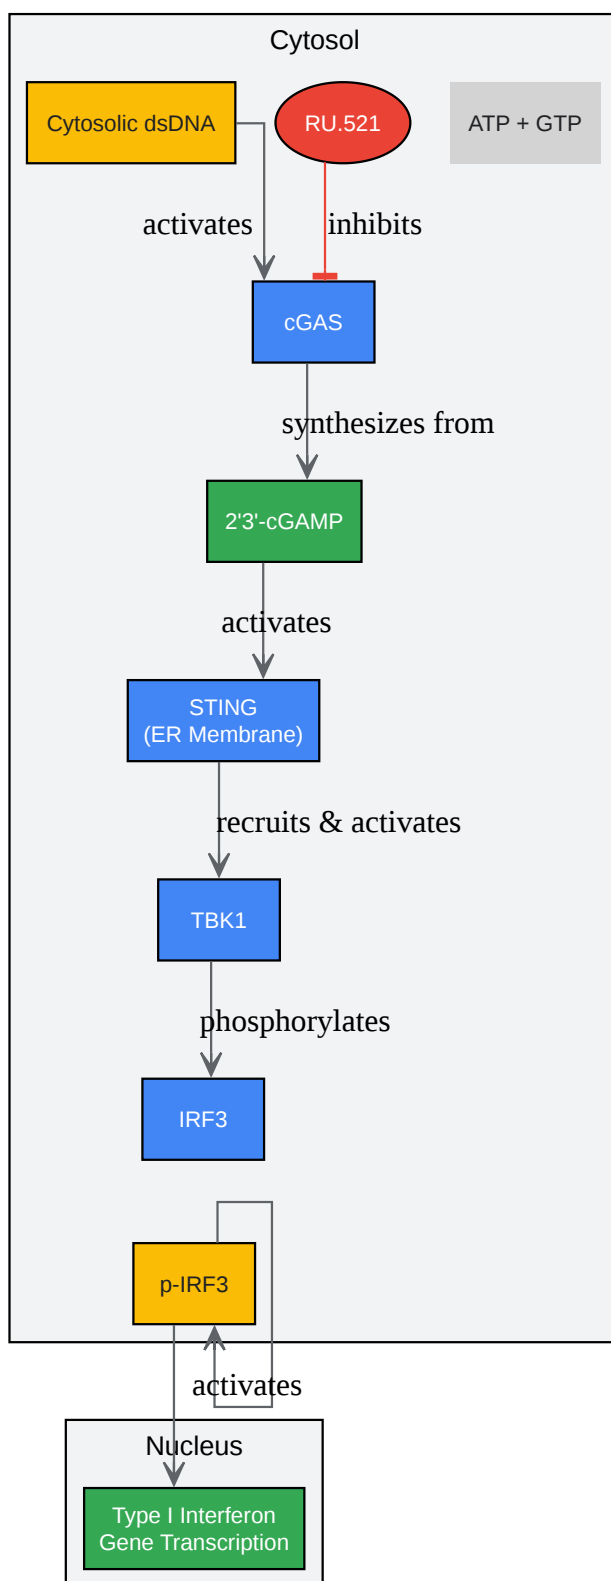 Cytosol
Cytosolic dsDNA
RU.521
ATP + GTP
activates
inhibits
cGAS
synthesizes from
2'3'-cGAMP
activates
STING
(ER Membrane)
recruits & activates
TBK1
phosphorylates
IRF3
p-IRF3
activates
Nucleus
Type I Interferon
Gene Transcription